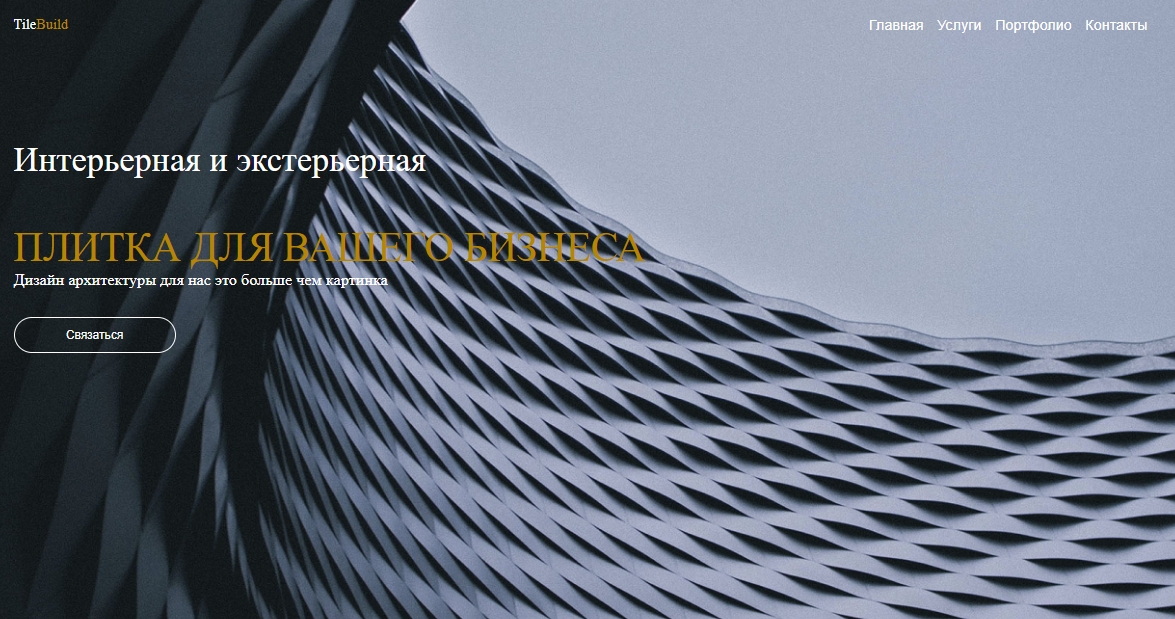 TileBuild
Главная Услуги Портфолио Контакты
Интерьерная и экстерьерная
ПЛИТКА ДЛЯ ВАШЕГО БИЗНЕСА
Дизайн архитектуры для нас это больше чем картинка
Связаться